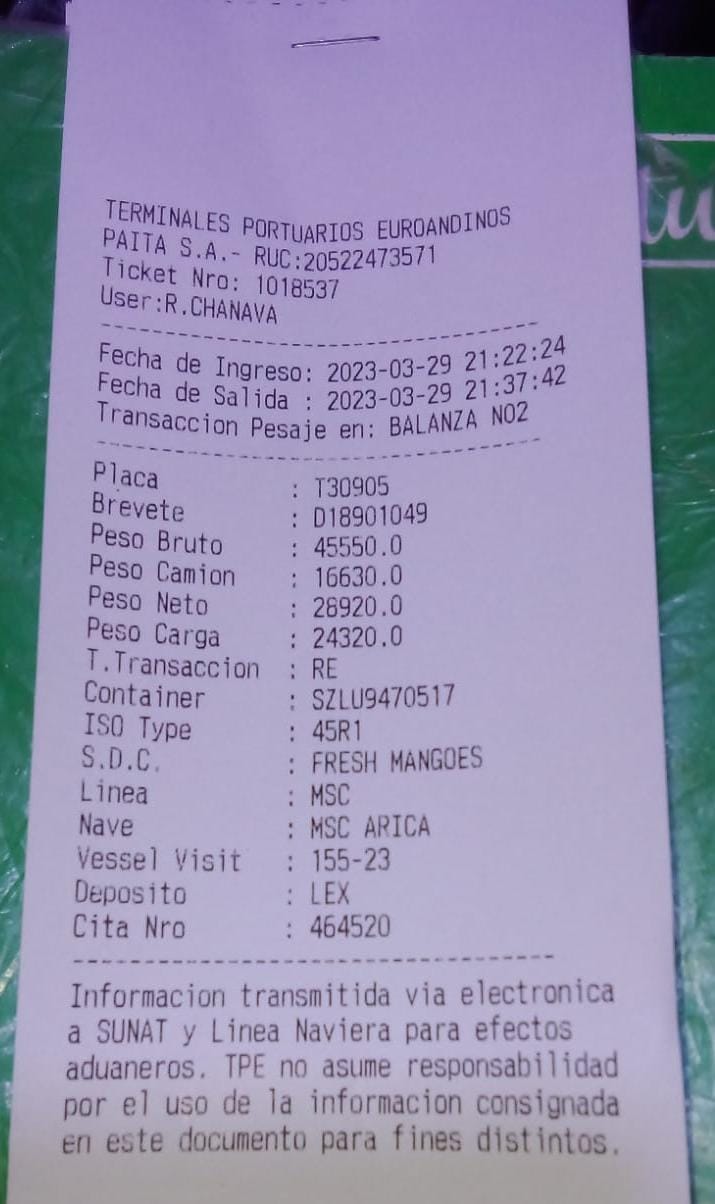 TERMINALES PORTUARIOS EUROANDINOS
PAITA S.A.- RUC:20522473571
Ticket Nro: 1018537
User:R.CHANAVA
Fecha de Ingreso: 2023-03-29 21:22:24
Fecha de Salida : 2023-03-29 21:37:42
Transaccion Pesaje en: BALANZA NO2
Placa : T30905
Brevete : D18901049
Peso Bruto : 45550.0
Peso Camion : 16630.0
Peso Neto : 28920.0
Peso Carga : 24320.0
T.Transaccion : RE
Container : SZLU9470517
ISO Type : 45R1
S.D.C. : FRESH MANGOES
Linea : MSC
Nave : MSC ARICA
Vessel Visit : 155-23
Deposito : LEX
Cita Nro : 464520
Informacion transmitida via electronica
a SUNAT y Linea Naviera para efectos
aduaneros. TPE no asume responsabilidad
por el uso de la informacion consignada
en este documento para fines distintos.